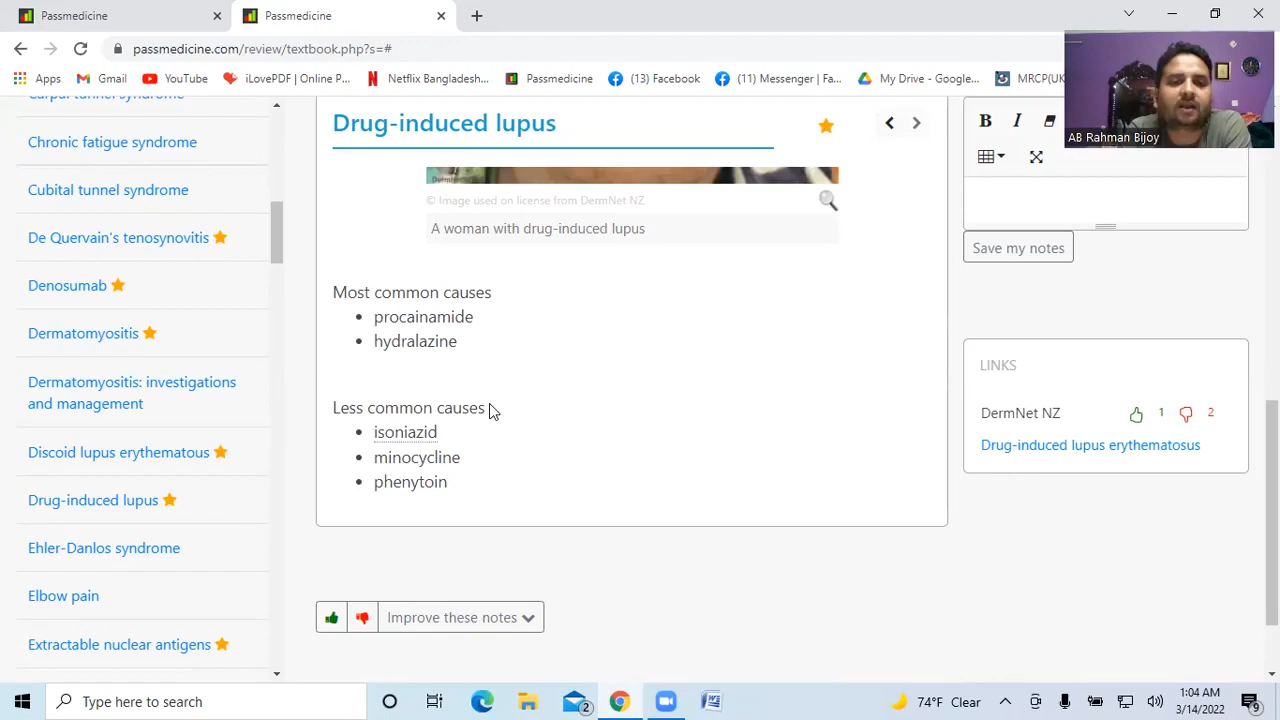 Passmedicine
Passmedicine
passmedicine.com/review/textbook.php?s=#
Apps
Gmail
YouTube
iLovePDF | Online P...
Netflix Bangladesh...
Passmedicine
(13) Facebook
(11) Messenger | Fa...
My Drive - Google...
MRCP(UK
AB Rahman Bijoy
Carpal tunnel syndrome
Chronic fatigue syndrome
Cubital tunnel syndrome
De Quervain's tenosynovitis
Denosumab
Dermatomyositis
Dermatomyositis: investigations
and management
Discoid lupus erythematous
Drug-induced lupus
Ehler-Danlos syndrome
Elbow pain
Extractable nuclear antigens
Drug-induced lupus
© Image used on license from DermNet NZ
A woman with drug-induced lupus
Most common causes
• procainamide
• hydralazine
Less common causes
• isoniazid
• minocycline
• phenytoin
Improve these notes
B I
Save my notes
LINKS
DermNet NZ 1 2
Drug-induced lupus erythematosus
Type here to search
2
74°F Clear
1:04 AM
3/14/2022
9